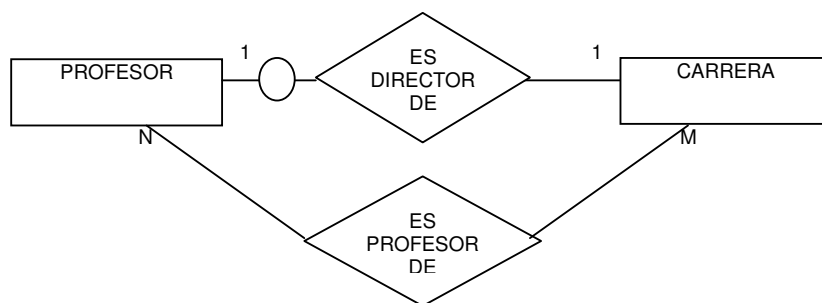 1
ES
1
PROFESOR
DIRECTOR
CARRERA
DE
N
M
ES
PROFESOR
DE